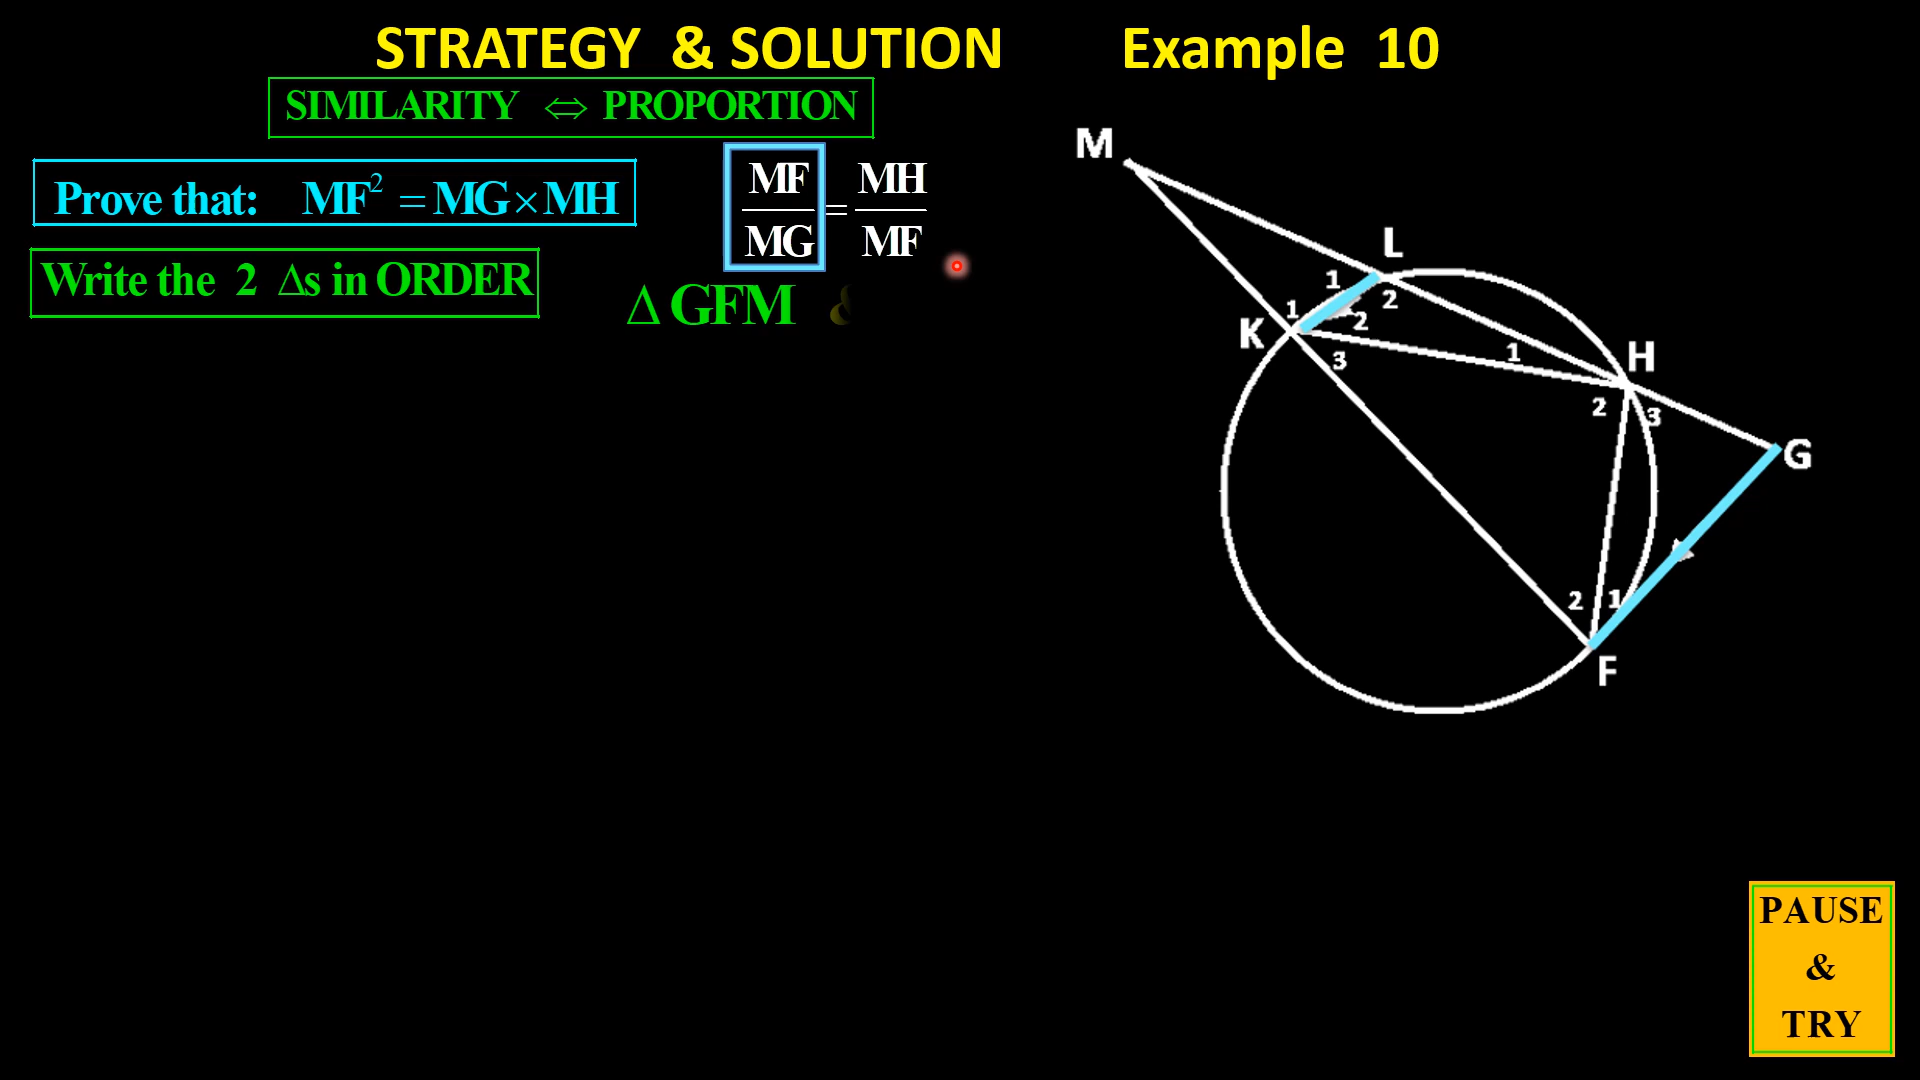 STRATEGY & SOLUTION Example 10
SIMILARITY ⇔ PROPORTION
Prove that: MF² = MG × MH
MF/MG = MH/MF
Write the 2 Δs in ORDER
Δ GFM &
M
L
1
2
1
K
2
3
1
H
2
3
G
2
1
F
PAUSE
&
TRY